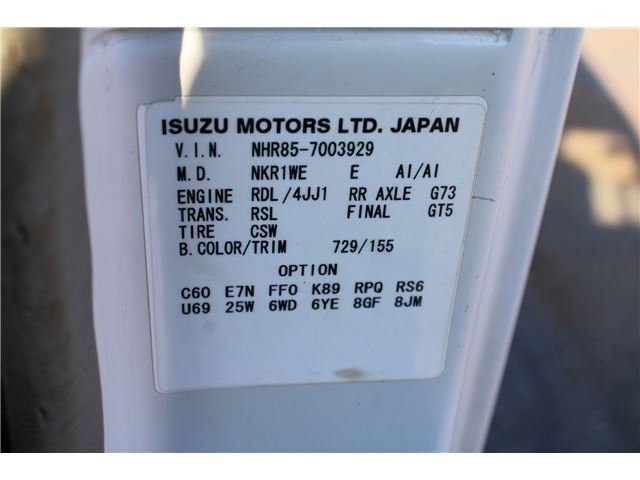 ISUZU MOTORS LTD. JAPAN
V.I.N. NHR85-7003929
M.D. NKR1WE E AI/AI
ENGINE RDL/4JJ1 RR AXLE G73
TRANS. RSL FINAL GT5
TIRE CSW
B.COLOR/TRIM 729/155
OPTION
C60 E7N FF0 K89 RPQ RS6
U69 25W 6WD 6YE 8GF 8JM